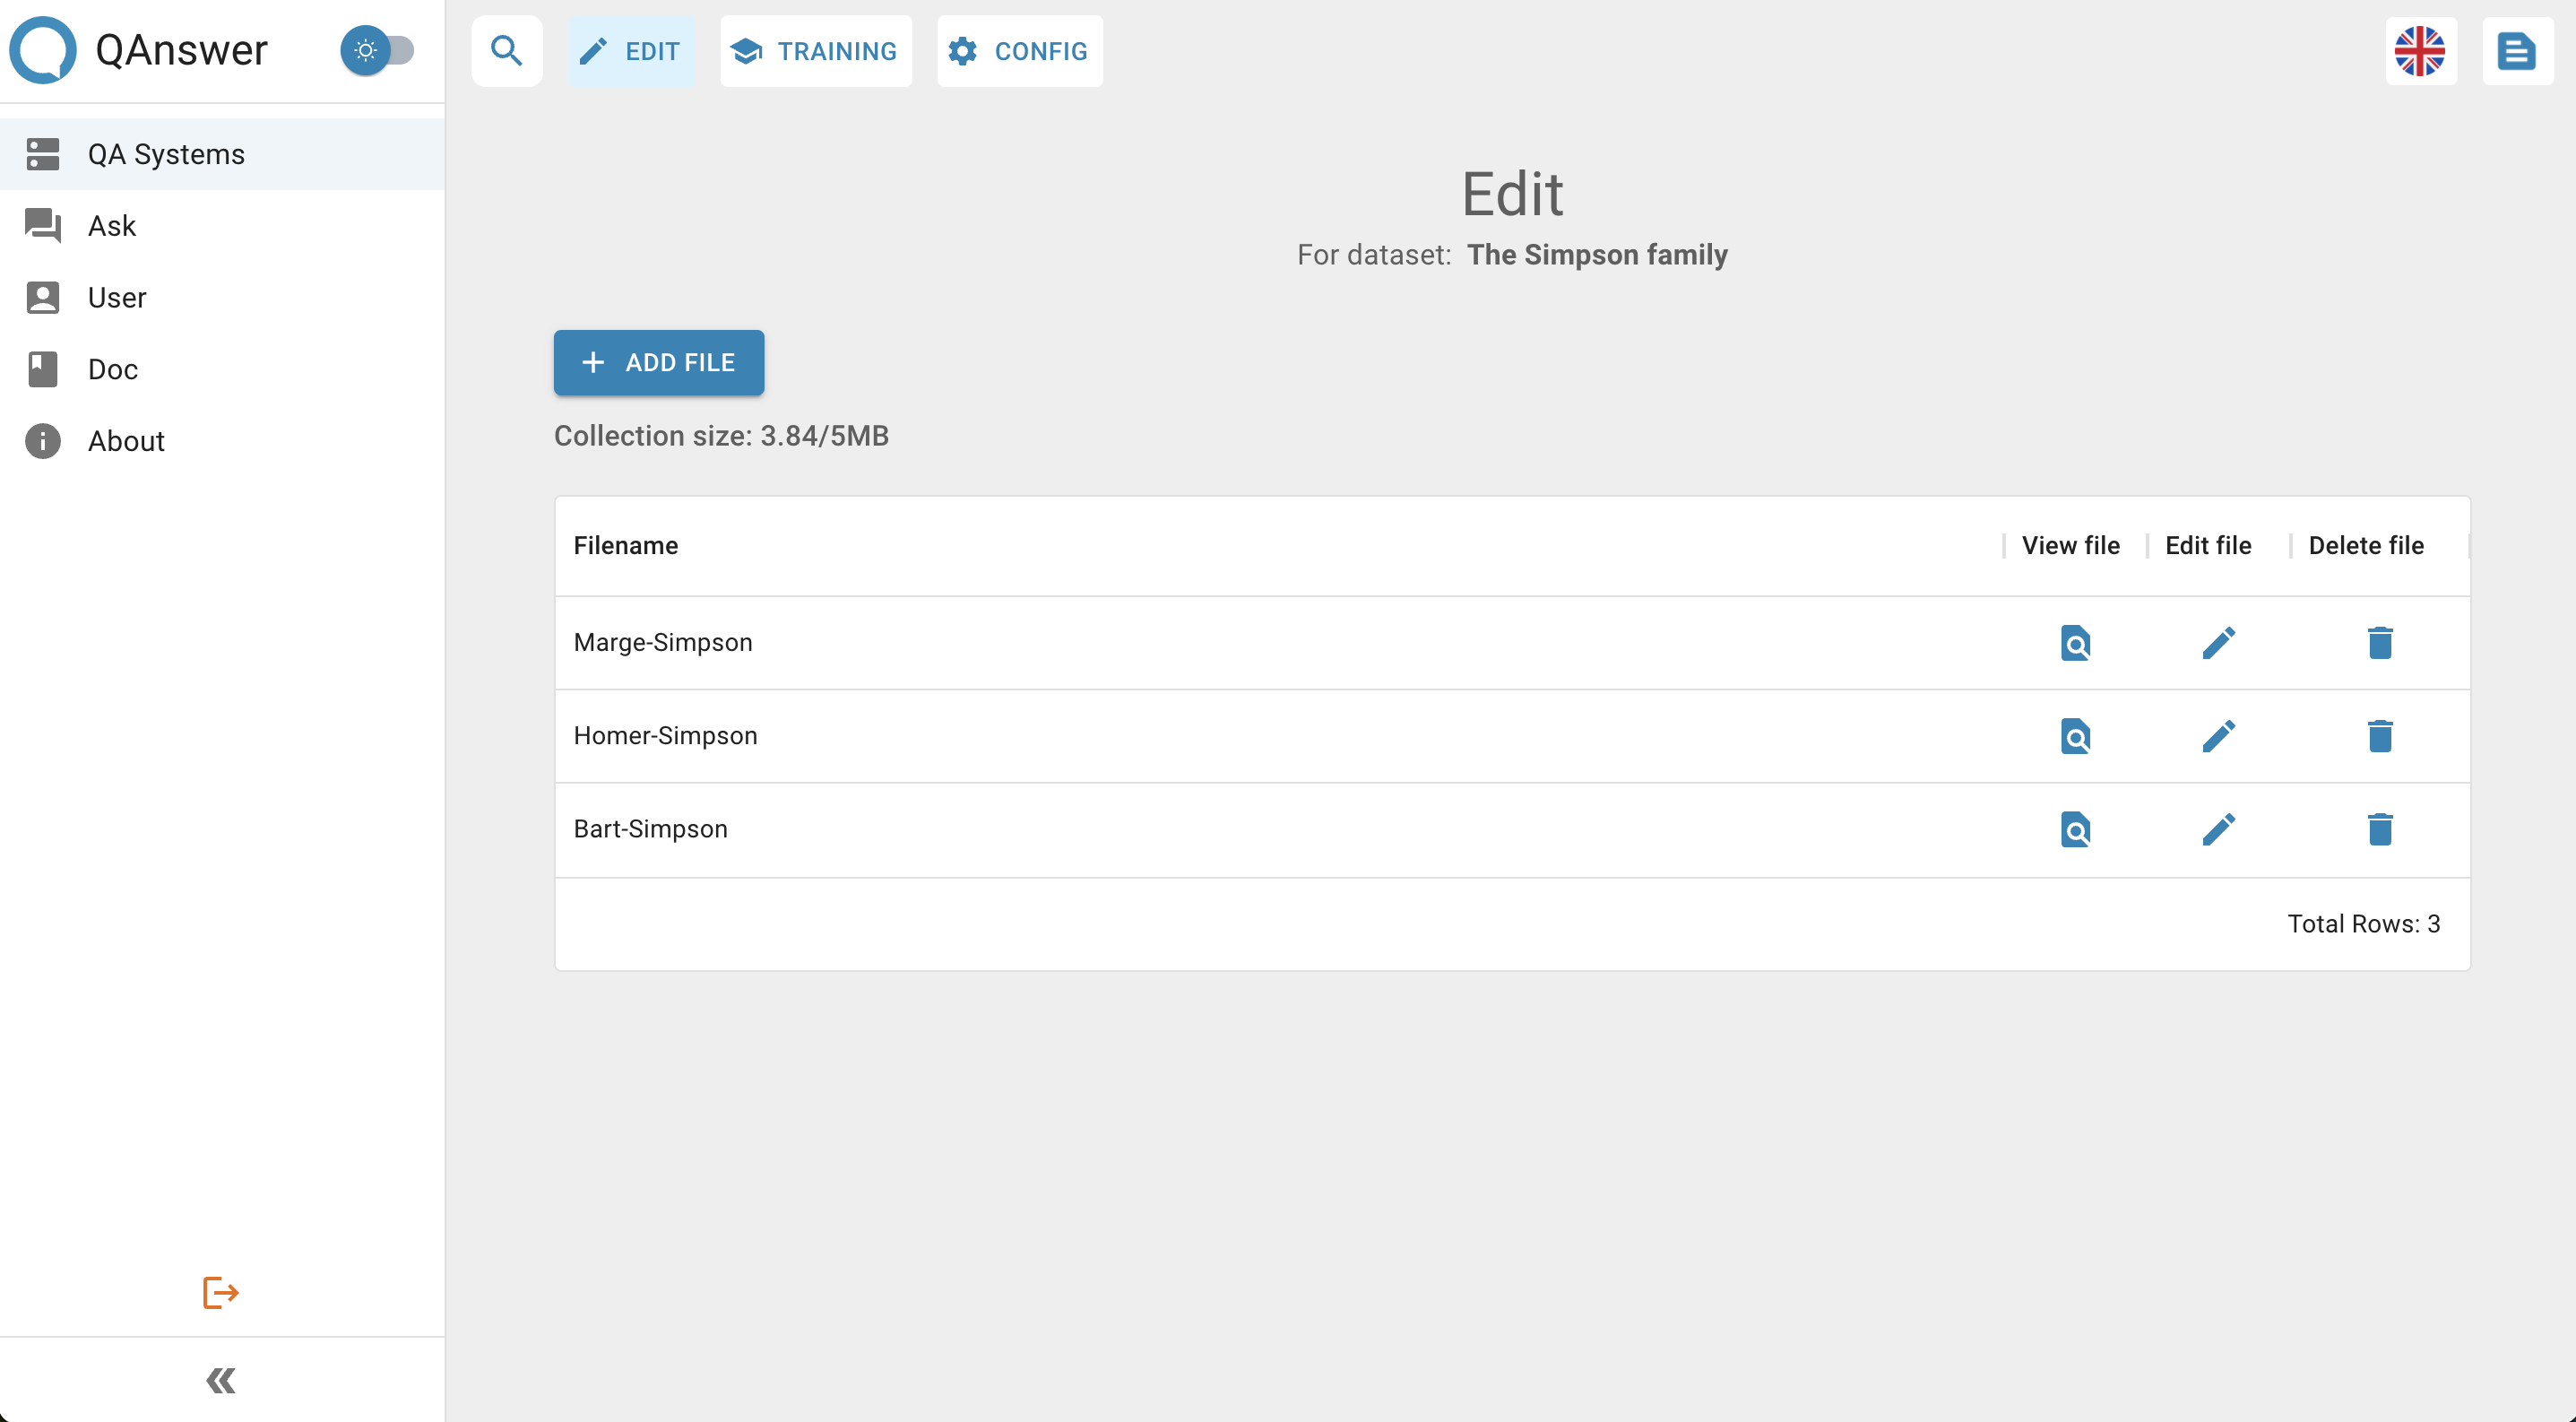 QAnswer
QA Systems
Ask
User
Doc
About
EDIT
TRAINING
CONFIG
Edit
For dataset: The Simpson family
ADD FILE
Collection size: 3.84/5MB
Filename View file Edit file Delete file
Marge-Simpson
Homer-Simpson
Bart-Simpson
Total Rows: 3